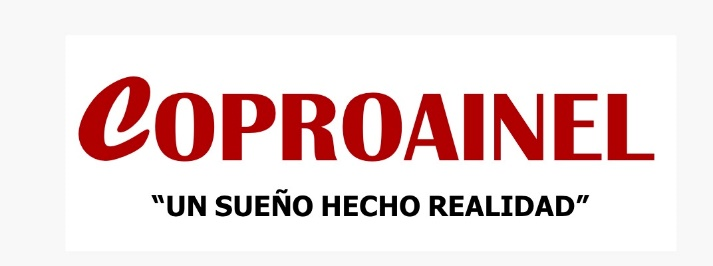 COPROAINEL
“UN SUEÑO HECHO REALIDAD”